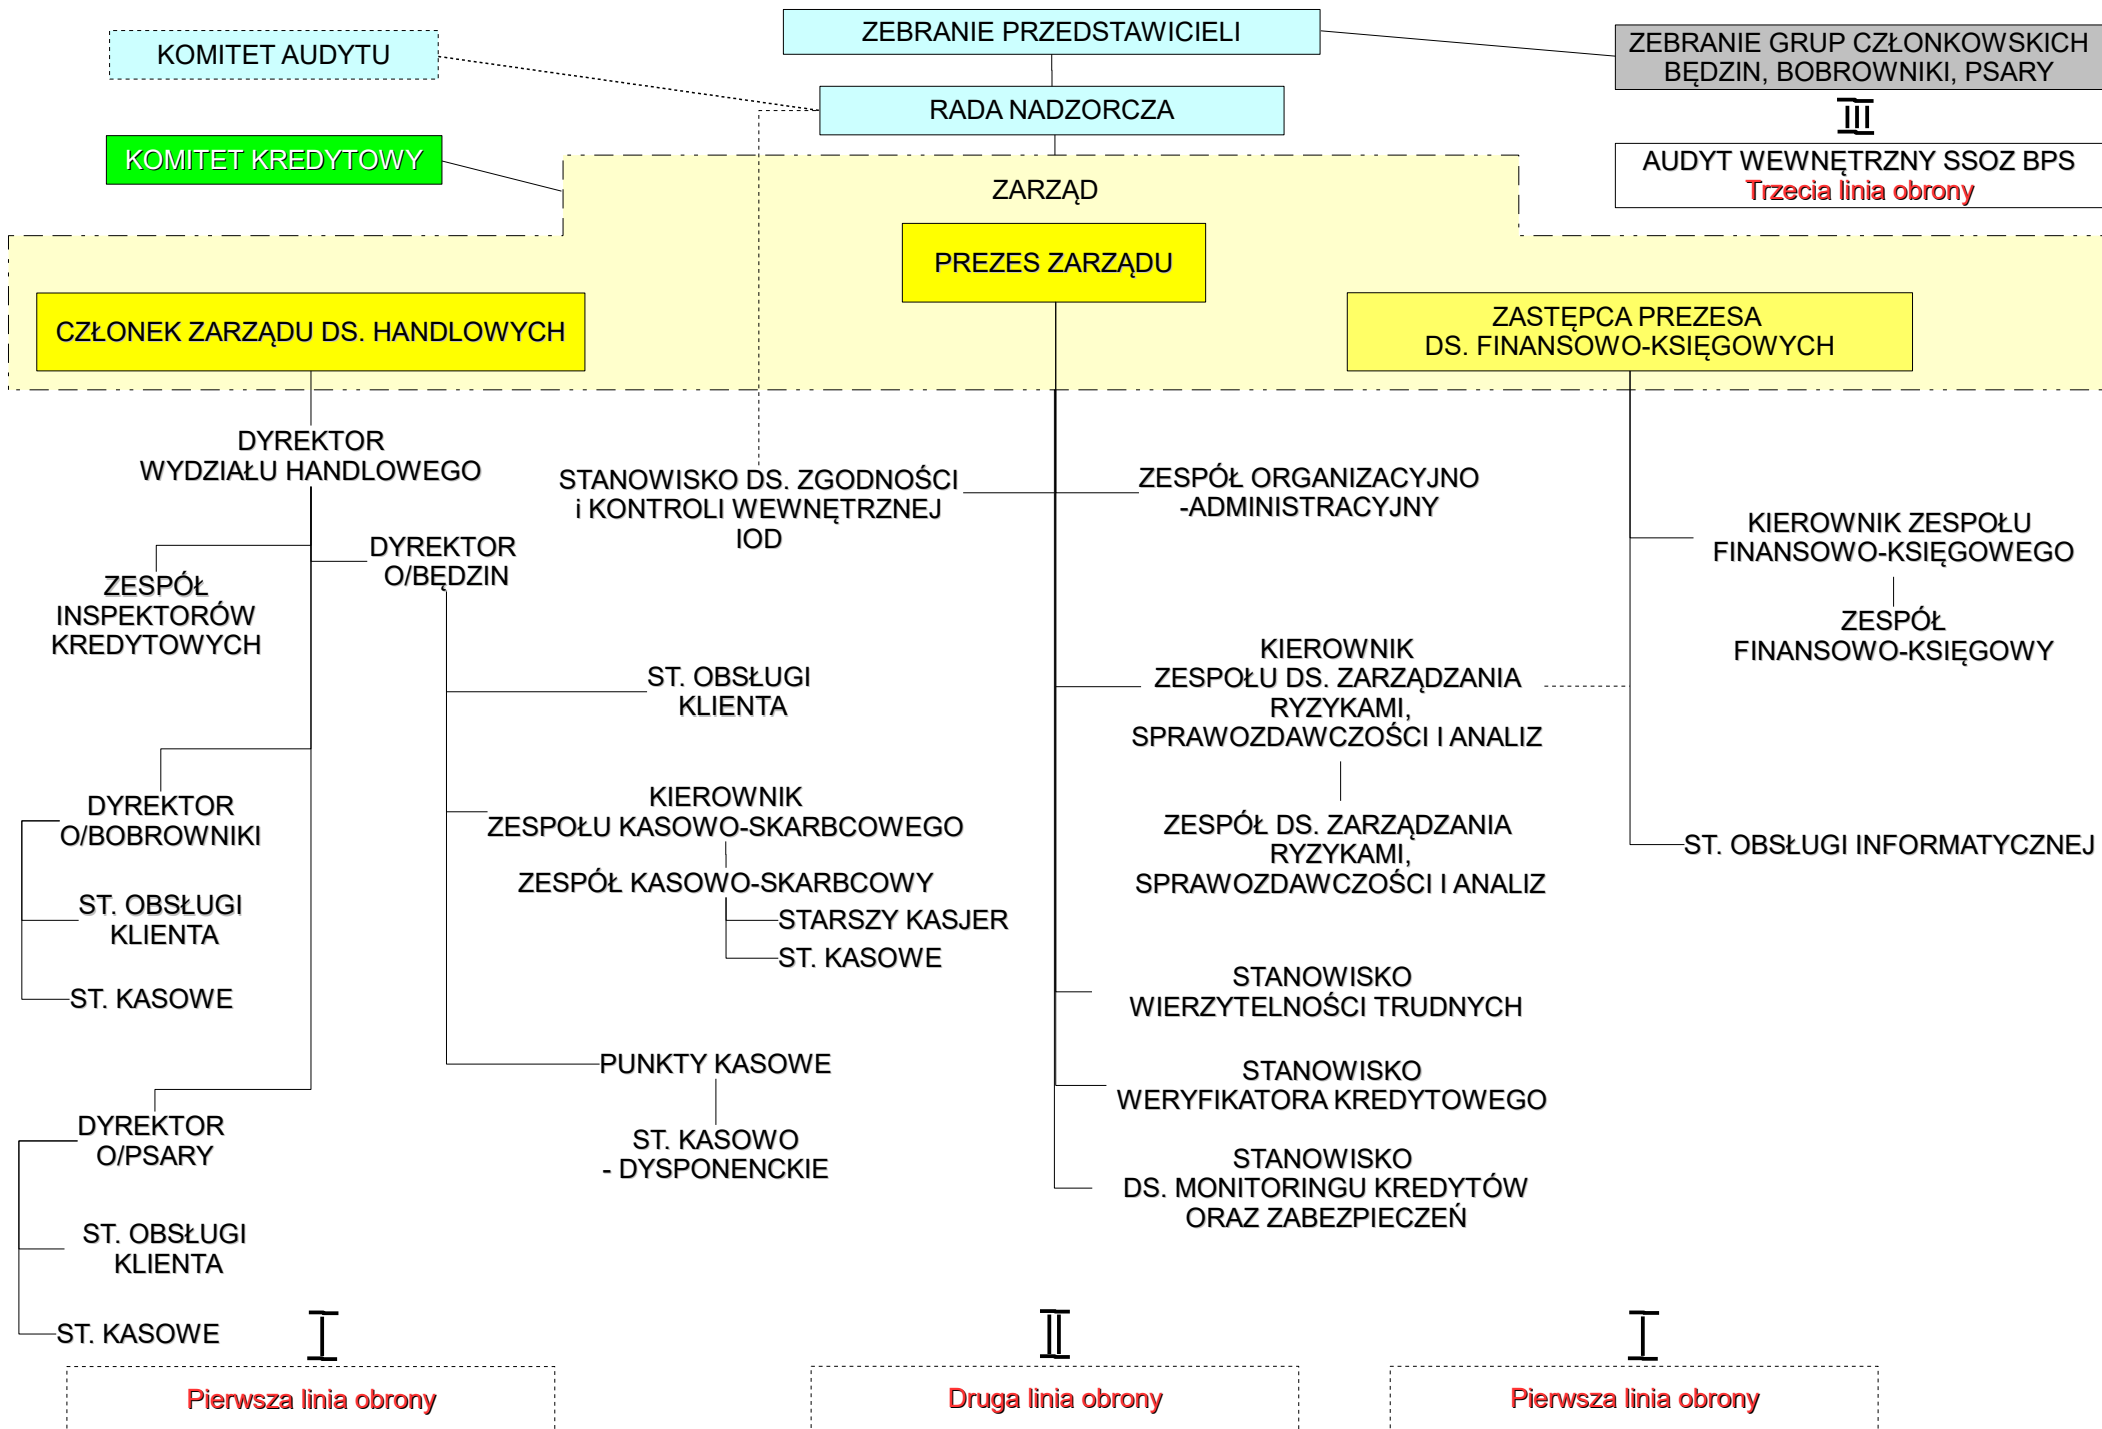 ZEBRANIE PRZEDSTAWICIELI
KOMITET AUDYTU
ZEBRANIE GRUP CZŁONKOWSKICH
BĘDZIN, BOBROWNIKI, PSARY
RADA NADZORCZA
III
KOMITET KREDYTOWY
AUDYT WEWNĘTRZNY SSOZ BPS
Trzecia linia obrony
ZARZĄD
PREZES ZARZĄDU
CZŁONEK ZARZĄDU DS. HANDLOWYCH
ZASTĘPCA PREZESA
DS. FINANSOWO-KSIĘGOWYCH
DYREKTOR
WYDZIAŁU HANDLOWEGO
ZESPÓŁ
INSPEKTORÓW
KREDYTOWYCH
DYREKTOR
O/BOBROWNIKI
ST. OBSŁUGI
KLIENTA
ST. KASOWE
DYREKTOR
O/PSARY
ST. OBSŁUGI
KLIENTA
ST. KASOWE
DYREKTOR
O/BĘDZIN
ST. OBSŁUGI
KLIENTA
KIEROWNIK
ZESPOŁU KASOWO-SKARBCOWEGO
ZESPÓŁ KASOWO-SKARBCOWY
STARSZY KASJER
ST. KASOWE
PUNKTY KASOWE
ST. KASOWO
- DYSPONENCKIE
STANOWISKO DS. ZGODNOŚCI
i KONTROLI WEWNĘTRZNEJ
IOD
ZESPÓŁ ORGANIZACYJNO
-ADMINISTRACYJNY
KIEROWNIK
ZESPOŁU DS. ZARZĄDZANIA
RYZYKAMI,
SPRAWOZDAWCZOŚCI I ANALIZ
ZESPÓŁ DS. ZARZĄDZANIA
RYZYKAMI,
SPRAWOZDAWCZOŚCI I ANALIZ
STANOWISKO
WIERZYTELNOŚCI TRUDNYCH
STANOWISKO
WERYFIKATORA KREDYTOWEGO
STANOWISKO
DS. MONITORINGU KREDYTÓW
ORAZ ZABEZPIECZEŃ
KIEROWNIK ZESPOŁU
FINANSOWO-KSIĘGOWEGO
ZESPÓŁ
FINANSOWO-KSIĘGOWY
ST. OBSŁUGI INFORMATYCZNEJ
I
II
I
Pierwsza linia obrony
Druga linia obrony
Pierwsza linia obrony